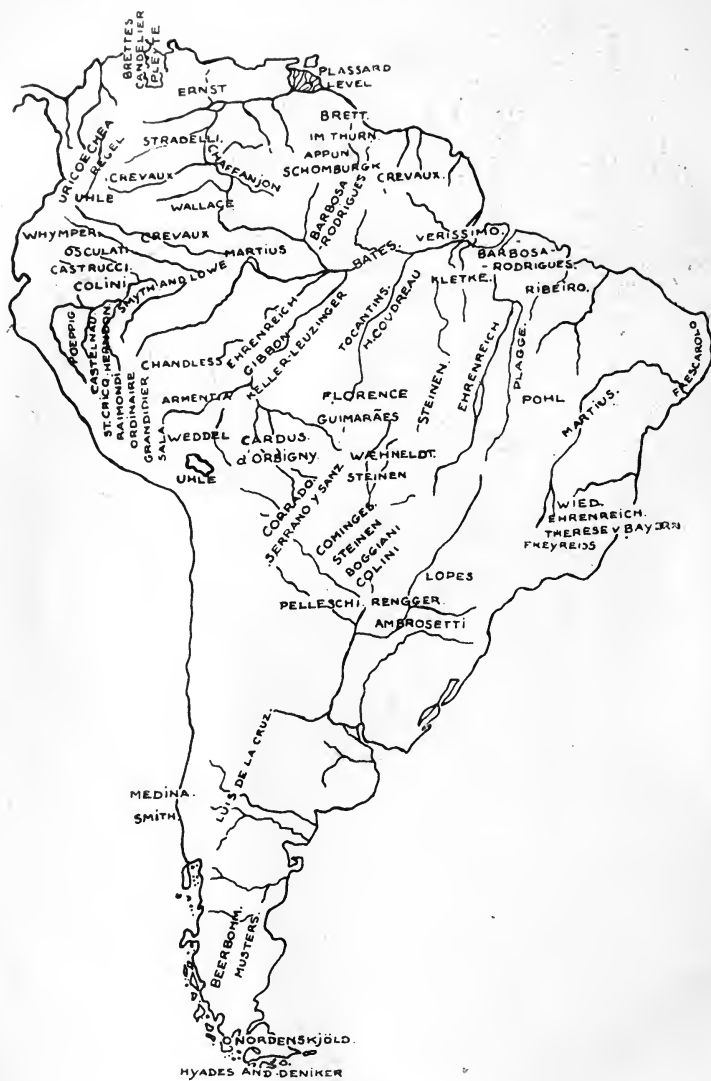 BRETTES
CANDELIER
PLEYTE
ERNST
PLASSARD
LEVEL
URICOECHEA
REGEL
STRADELLI.
CHAFFANJON
CREVAUX
UHLE
WALLACE
BRETT.
IM THURN
APPUN
SCHOMBURGK
CREVAUX.
BARBOSA
-RODRIGUES
WHYMPER.
CREVAUX
OSCULATI
CASTRUCCI.
COLINI
SMYTH AND LOWE
MARTIUS
BATES.
VERISSIMO.
BARBOSA-
-RODRIGUES.
KLETKE.
RIBEIRO.
POEPPIG
CASTELNAU
ST. CRICQ. HERNDON
RAIMONDI
ORDINAIRE
GRANDIDIER
SALA
CHANDLESS
EHRENREICH
GIBBON
KELLER-LEUZINGER
TOCANTINS.
H. COUDREAU
STEINEN.
EHRENREICH
PLAGGE.
POHL
MARTIUS.
FRESCAROLO
ARMENTIA
WEDDEL
UHLE
CARDUS.
d'ORBIGNY.
FLORENCE
GUIMARÃES
WÆHNELDT.
STEINEN
CORRADO.
SERRANO y SANZ
COMINGES.
STEINEN
BOGGIANI
COLINI
WIED.
EHRENREICH.
THERESE v BAYERN
FREYREISS
LOPES
PELLESCHI. RENGGER.
AMBROSETTI
LUIS DE LA CRUZ.
MEDINA.
SMITH.
BEERBOHM.
MUSTERS.
NORDENSKJÖLD.
HYADES AND DENIKER